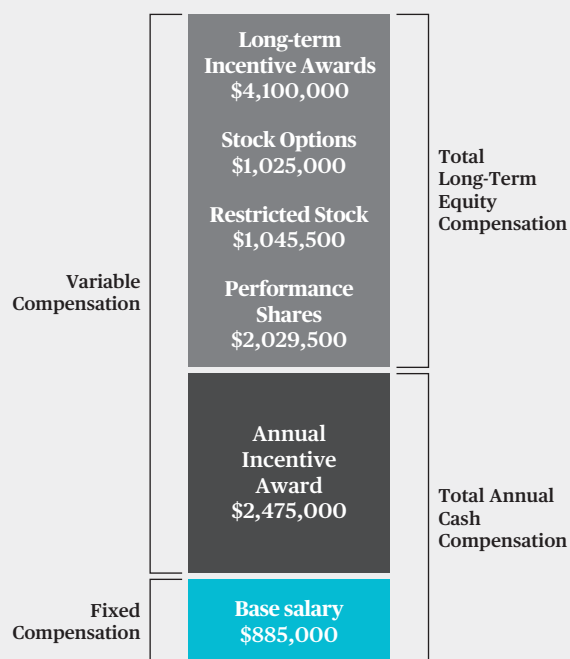 Long-term
Incentive Awards
$4,100,000
Stock Options
$1,025,000
Restricted Stock
$1,045,500
Performance
Shares
$2,029,500
Total
Long-Term
Equity
Compensation
Variable
Compensation
Annual
Incentive
Award
$2,475,000
Total Annual
Cash
Compensation
Fixed
Compensation
Base salary
$885,000